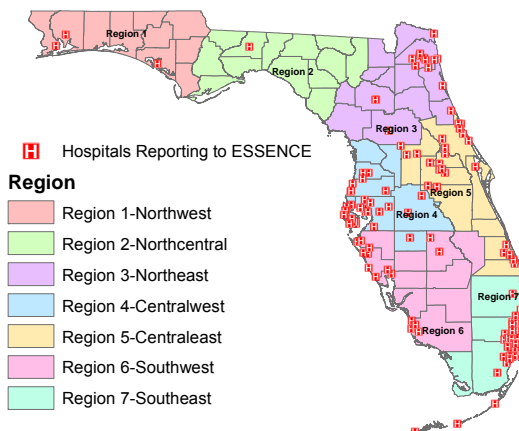 Region 1
Region 2
Region 3
H Hospitals Reporting to ESSENCE
Region
Region 5
Region 4
Region 1-Northwest
Region 2-Northcentral
Region 3-Northeast
Region 7
Region 4-Centralwest
Region 5-Centraleast
Region 6
Region 6-Southwest
Region 7-Southeast